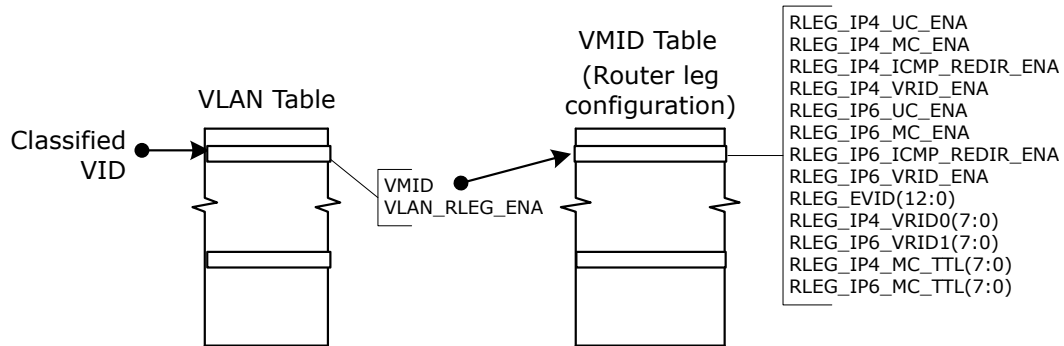 Classified
VID
VLAN Table
VMID
VLAN_RLEG_ENA
VMID Table
(Router leg
configuration)
RLEG_IP4_UC_ENA
RLEG_IP4_MC_ENA
RLEG_IP4_ICMP_REDIR_ENA
RLEG_IP4_VRID_ENA
RLEG_IP6_UC_ENA
RLEG_IP6_MC_ENA
RLEG_IP6_ICMP_REDIR_ENA
RLEG_IP6_VRID_ENA
RLEG_EVID(12:0)
RLEG_IP4_VRID0(7:0)
RLEG_IP6_VRID1(7:0)
RLEG_IP4_MC_TTL(7:0)
RLEG_IP6_MC_TTL(7:0)